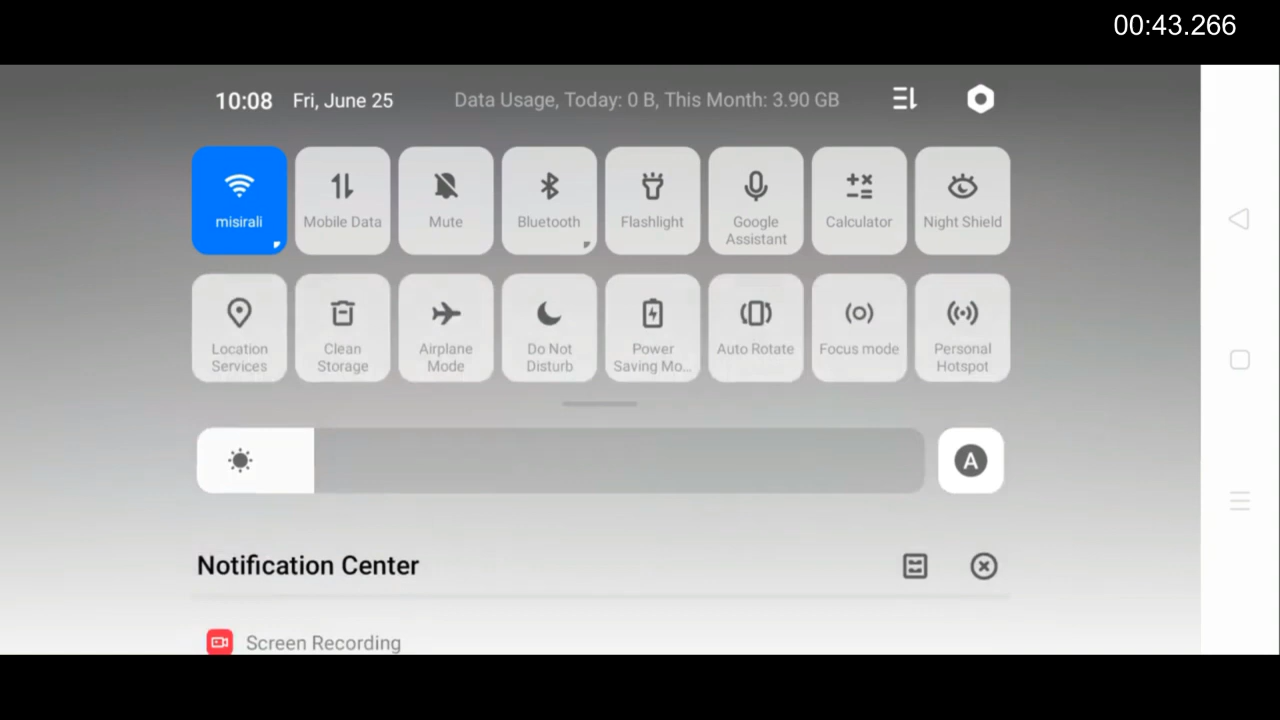 00:43.266
10:08 Fri, June 25 Data Usage, Today: 0 B, This Month: 3.90 GB
misirali
Mobile Data
Mute
Bluetooth
Flashlight
Google
Assistant
Calculator
Night Shield
Location
Services
Clean
Storage
Airplane
Mode
Do Not
Disturb
Power
Saving Mo...
Auto Rotate
Focus mode
Personal
Hotspot
A
Notification Center
Screen Recording